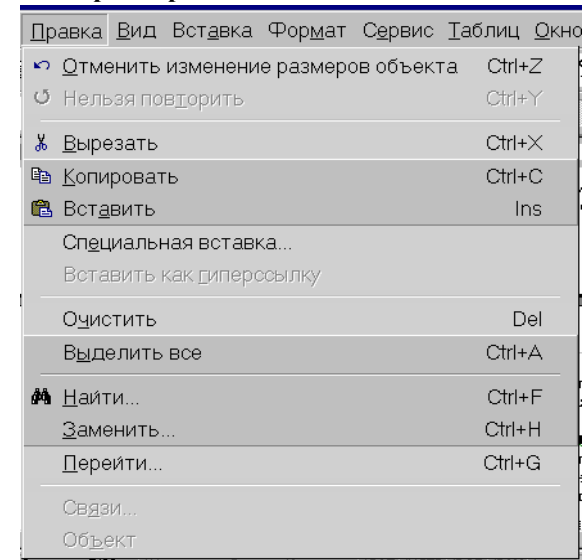 Правка Вид Вставка Формат Сервис Таблиц Окно
Отменить изменение размеров объекта Ctrl+Z
Нельзя повторить Ctrl+Y
Вырезать Ctrl+X
Копировать Ctrl+C
Вставить Ins
Специальная вставка...
Вставить как гиперссылку
Очистить Del
Выделить все Ctrl+A
Найти... Ctrl+F
Заменить... Ctrl+H
Перейти... Ctrl+G
Связи...
Объект